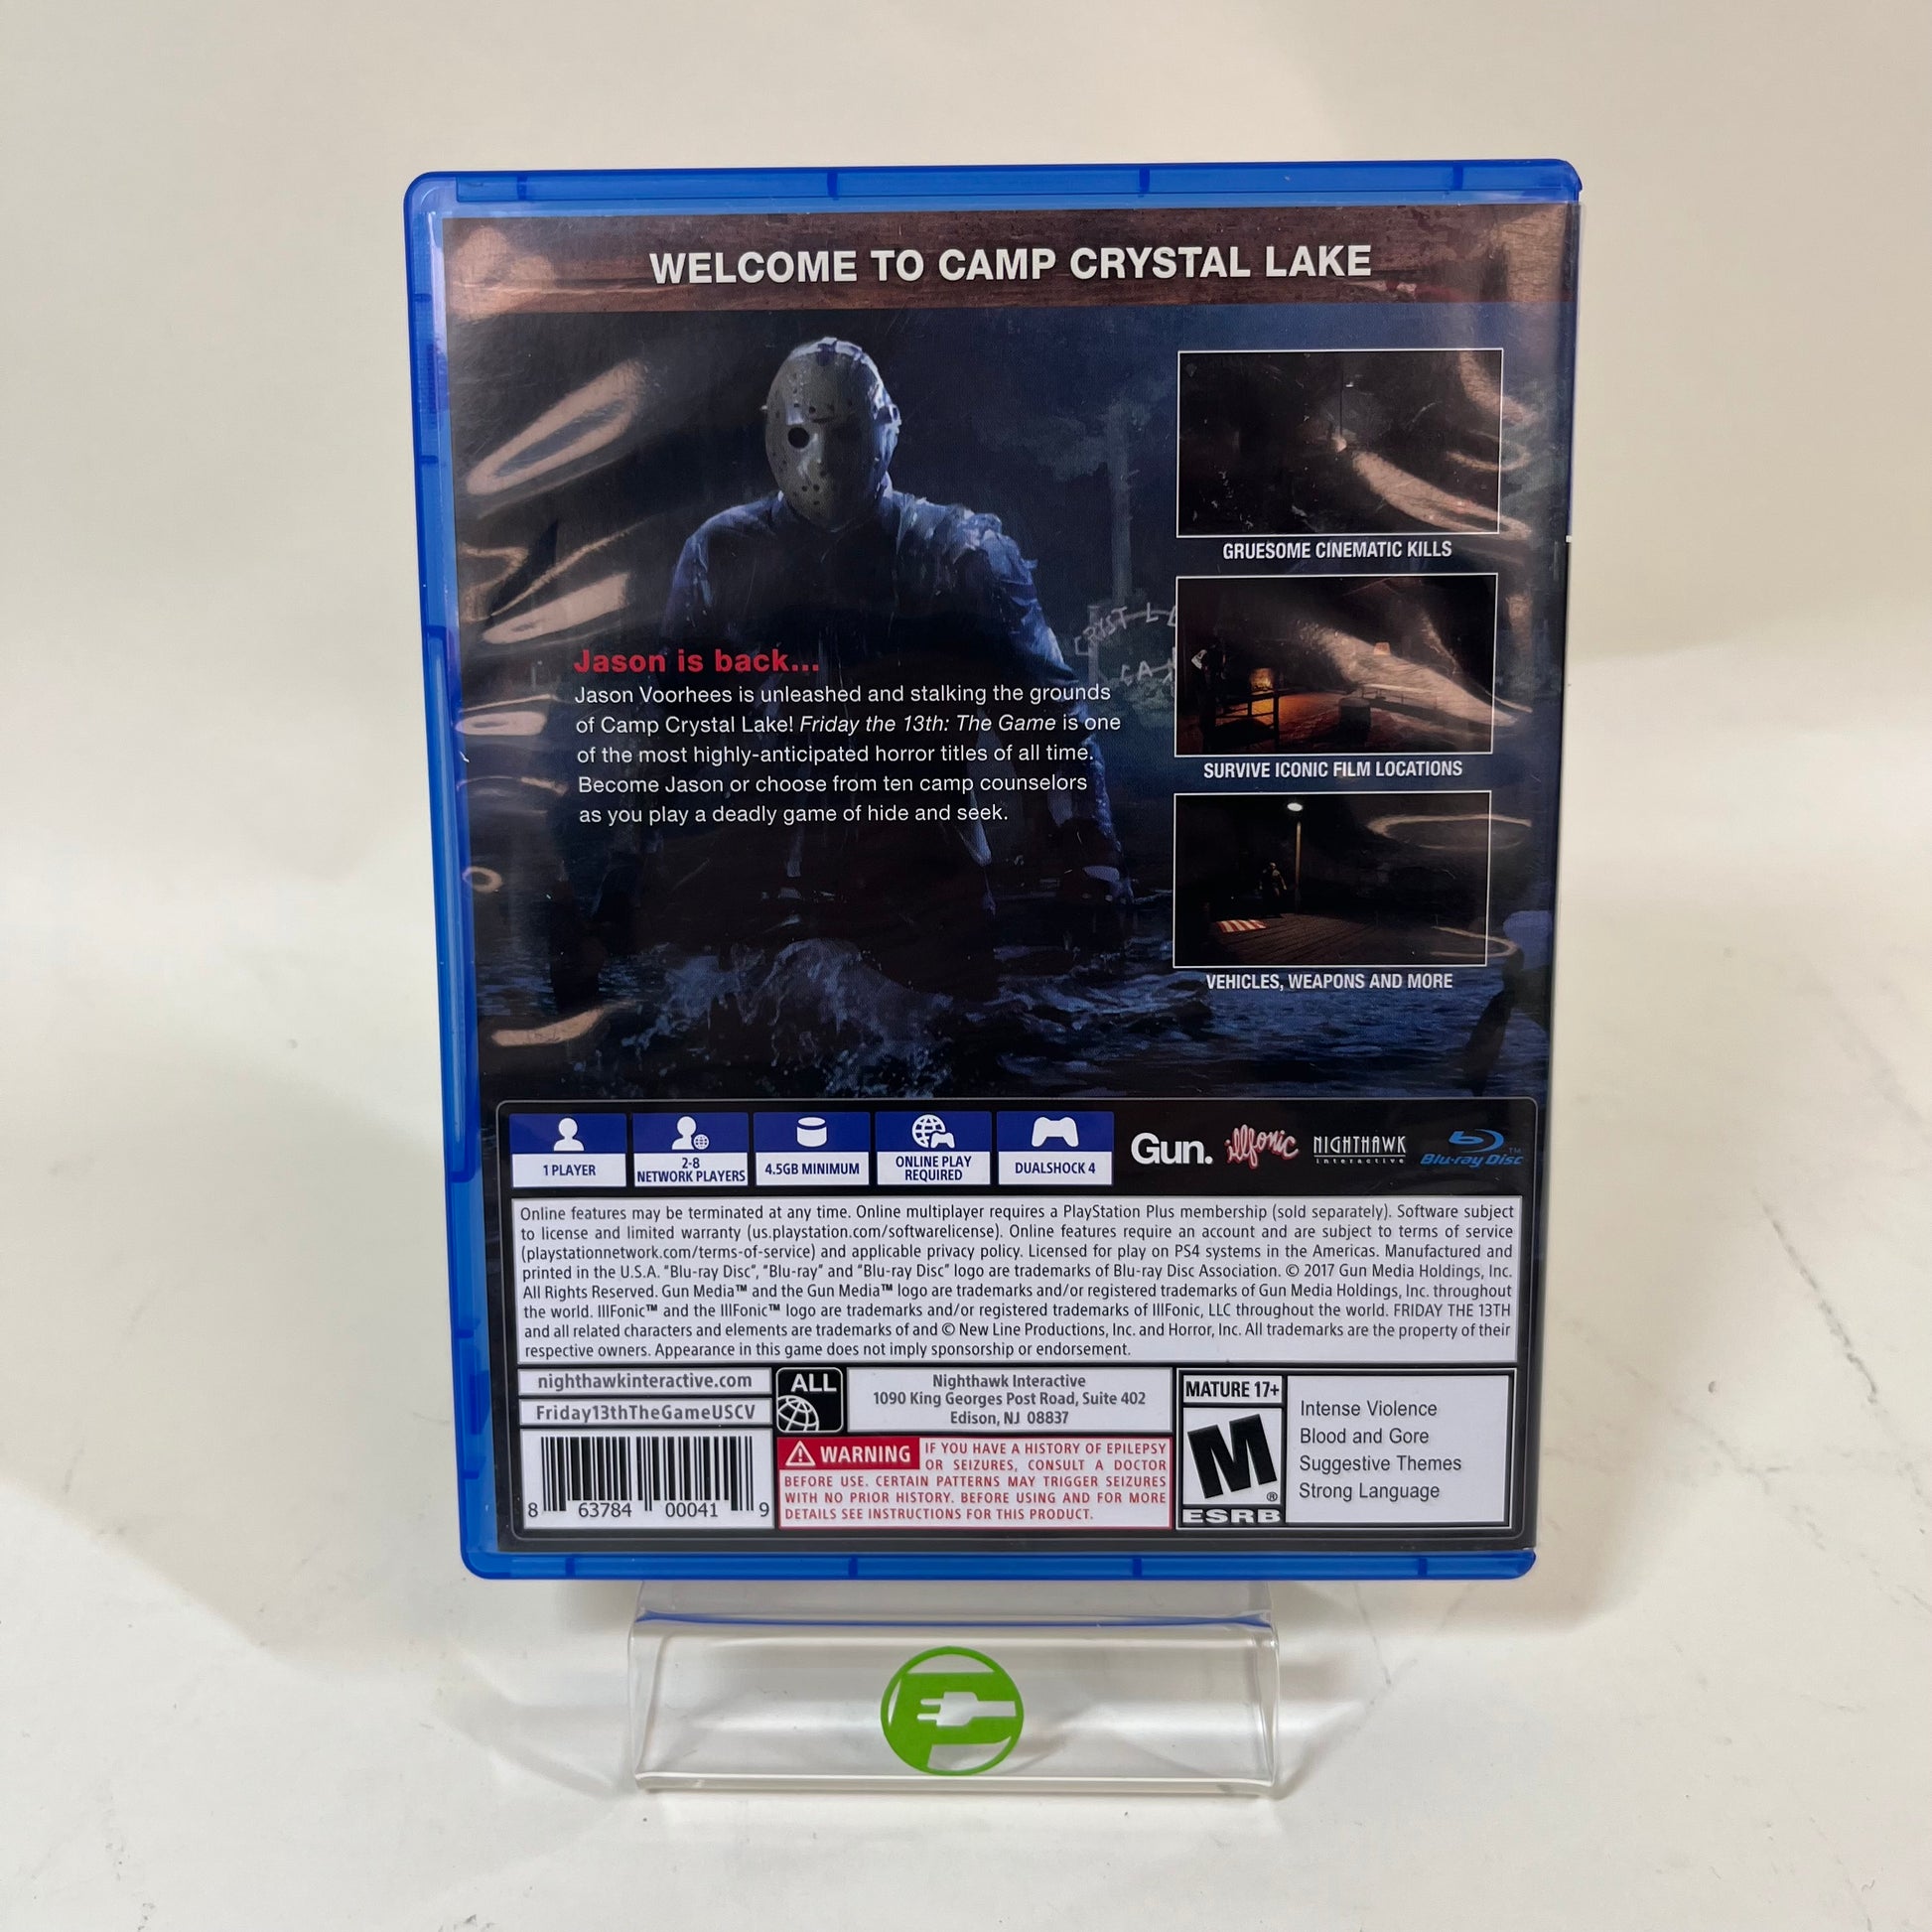 WELCOME TO CAMP CRYSTAL LAKE
GRUESOME CINEMATIC KILLS
CRYST L
CA
Jason is back...
Jason Voorhees is unleashed and stalking the grounds
of Camp Crystal Lake! Friday the 13th: The Game is one
of the most highly-anticipated horror titles of all time.
Become Jason or choose from ten camp counselors
as you play a deadly game of hide and seek.
SURVIVE ICONIC FILM LOCATIONS
VEHICLES, WEAPONS AND MORE
1 PLAYER
2-8
NETWORK PLAYERS
4.5GB MINIMUM
ONLINE PLAY
REQUIRED
DUALSHOCK 4
Gun.
illfonic
NIGHTHAWK
interactive
Blu-ray Disc™
Online features may be terminated at any time. Online multiplayer requires a PlayStation Plus membership (sold separately). Software subject
to license and limited warranty (us.playstation.com/softwarelicense). Online features require an account and are subject to terms of service
(playstationnetwork.com/terms-of-service) and applicable privacy policy. Licensed for play on PS4 systems in the Americas. Manufactured and
printed in the U.S.A. "Blu-ray Disc", "Blu-ray" and "Blu-ray Disc" logo are trademarks of Blu-ray Disc Association. © 2017 Gun Media Holdings, Inc.
All Rights Reserved. Gun Media™ and the Gun Media™ logo are trademarks and/or registered trademarks of Gun Media Holdings, Inc. throughout
the world. IllFonic™ and the IllFonic™ logo are trademarks and/or registered trademarks of IllFonic, LLC throughout the world. FRIDAY THE 13TH
and all related characters and elements are trademarks of and © New Line Productions, Inc. and Horror, Inc. All trademarks are the property of their
respective owners. Appearance in this game does not imply sponsorship or endorsement.
nighthawkinteractive.com
Friday13thTheGameUSCV
8 63784 00041 9
ALL
Nighthawk Interactive
1090 King Georges Post Road, Suite 402
Edison, NJ 08837
WARNING IF YOU HAVE A HISTORY OF EPILEPSY
OR SEIZURES, CONSULT A DOCTOR
BEFORE USE. CERTAIN PATTERNS MAY TRIGGER SEIZURES
WITH NO PRIOR HISTORY. BEFORE USING AND FOR MORE
DETAILS SEE INSTRUCTIONS FOR THIS PRODUCT.
MATURE 17+
M®
ESRB
Intense Violence
Blood and Gore
Suggestive Themes
Strong Language